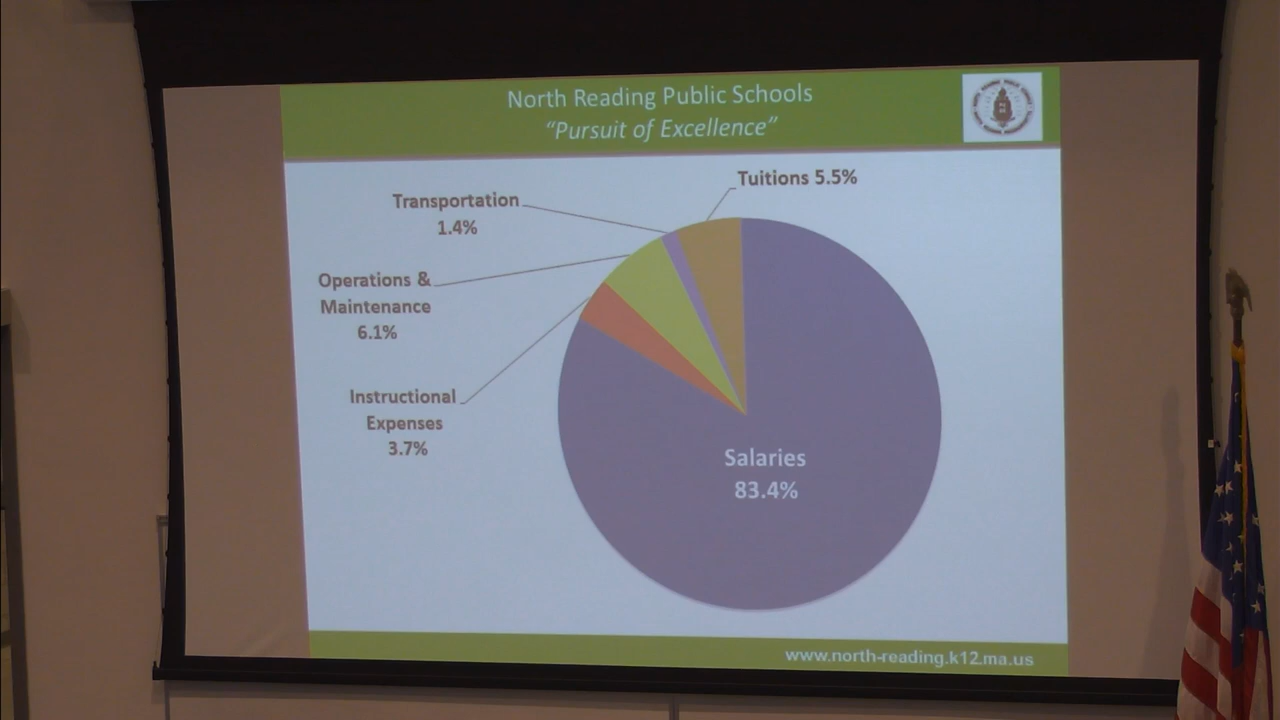 North Reading Public Schools
“Pursuit of Excellence”
Tuitions 5.5%
Transportation
1.4%
Operations &
Maintenance
6.1%
Instructional
Expenses
3.7%
Salaries
83.4%
www.north-reading.k12.ma.us